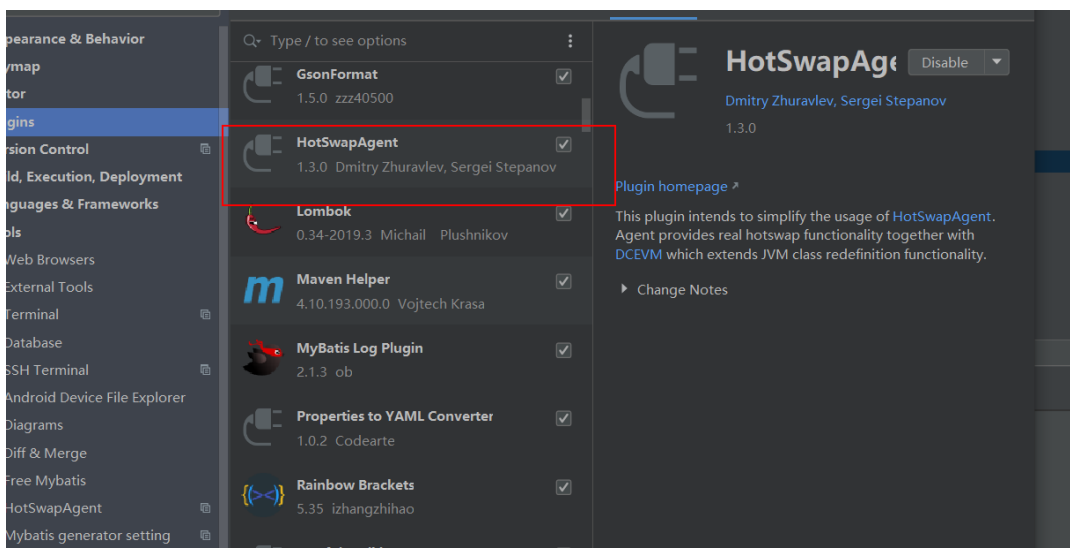 pearance & Behavior
ymap
tor
gins
rsion Control
ld, Execution, Deployment
nguages & Frameworks
ols
Web Browsers
External Tools
Terminal
Database
SSH Terminal
Android Device File Explorer
Diagrams
Diff & Merge
Free Mybatis
HotSwapAgent
Mybatis generator setting
Type / to see options
GsonFormat
1.5.0 zzz40500
HotSwapAgent
1.3.0 Dmitry Zhuravlev, Sergei Stepanov
Lombok
0.34-2019.3 Michail Plushnikov
Maven Helper
4.10.193.000.0 Vojtech Krasa
MyBatis Log Plugin
2.1.3 ob
Properties to YAML Converter
1.0.2 Codearte
Rainbow Brackets
5.35 izhangzhihao
HotSwapAge
Disable
Dmitry Zhuravlev, Sergei Stepanov
1.3.0
Plugin homepage
This plugin intends to simplify the usage of HotSwapAgent.
Agent provides real hotswap functionality together with
DCEVM which extends JVM class redefinition functionality.
Change Notes